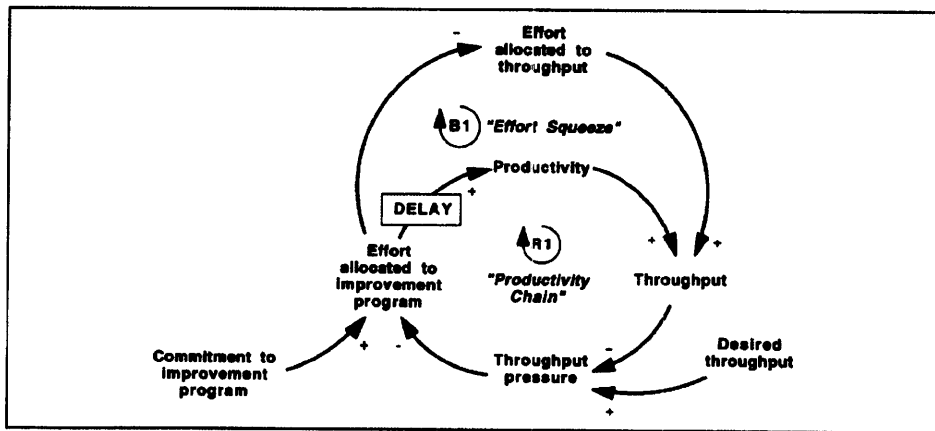 -
Effort
allocated to
throughput
B1 "Effort Squeeze"
Productivity
+
DELAY
R1
+
+
Effort
allocated to
improvement
program
"Productivity
Chain"
Throughput
+
-
-
Commitment to
improvement
program
Throughput
pressure
Desired
throughput
+